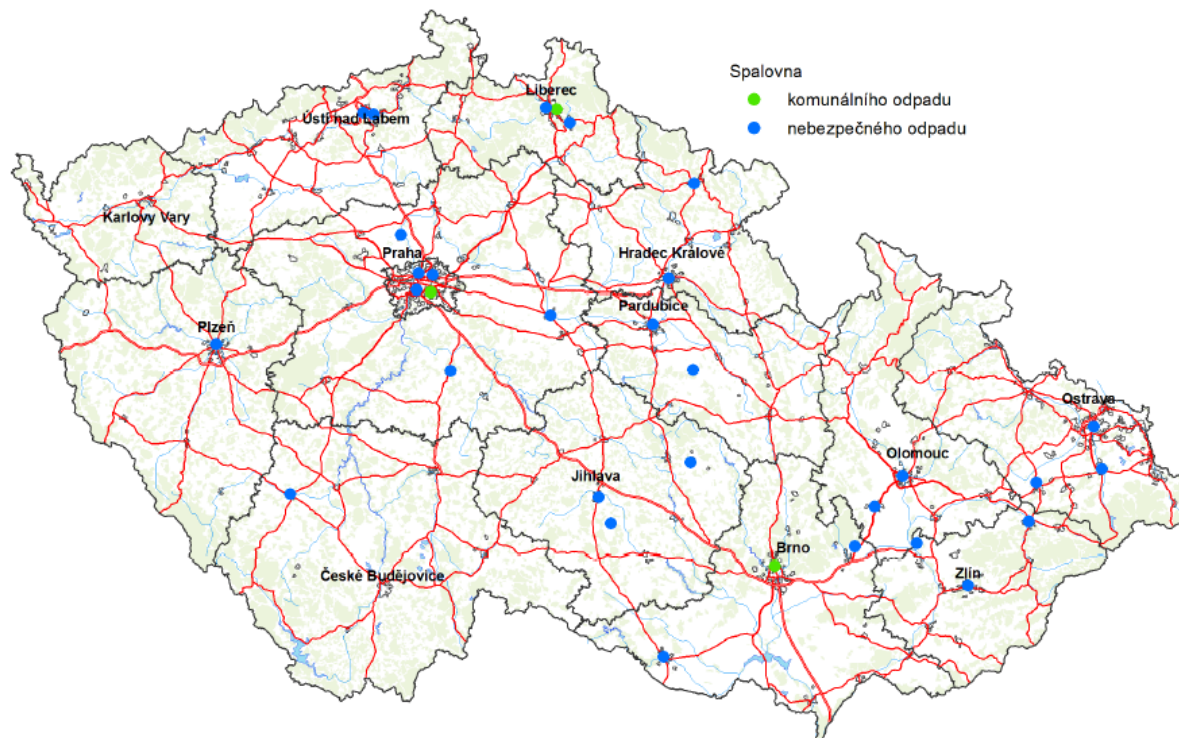 Spalovna
komunálního odpadu
nebezpečného odpadu
Liberec
Ústí nad Labem
Karlovy Vary
Praha
Hradec Králové
Pardubice
Plzeň
Ostrava
Olomouc
Jihlava
Brno
Zlín
České Budějovice